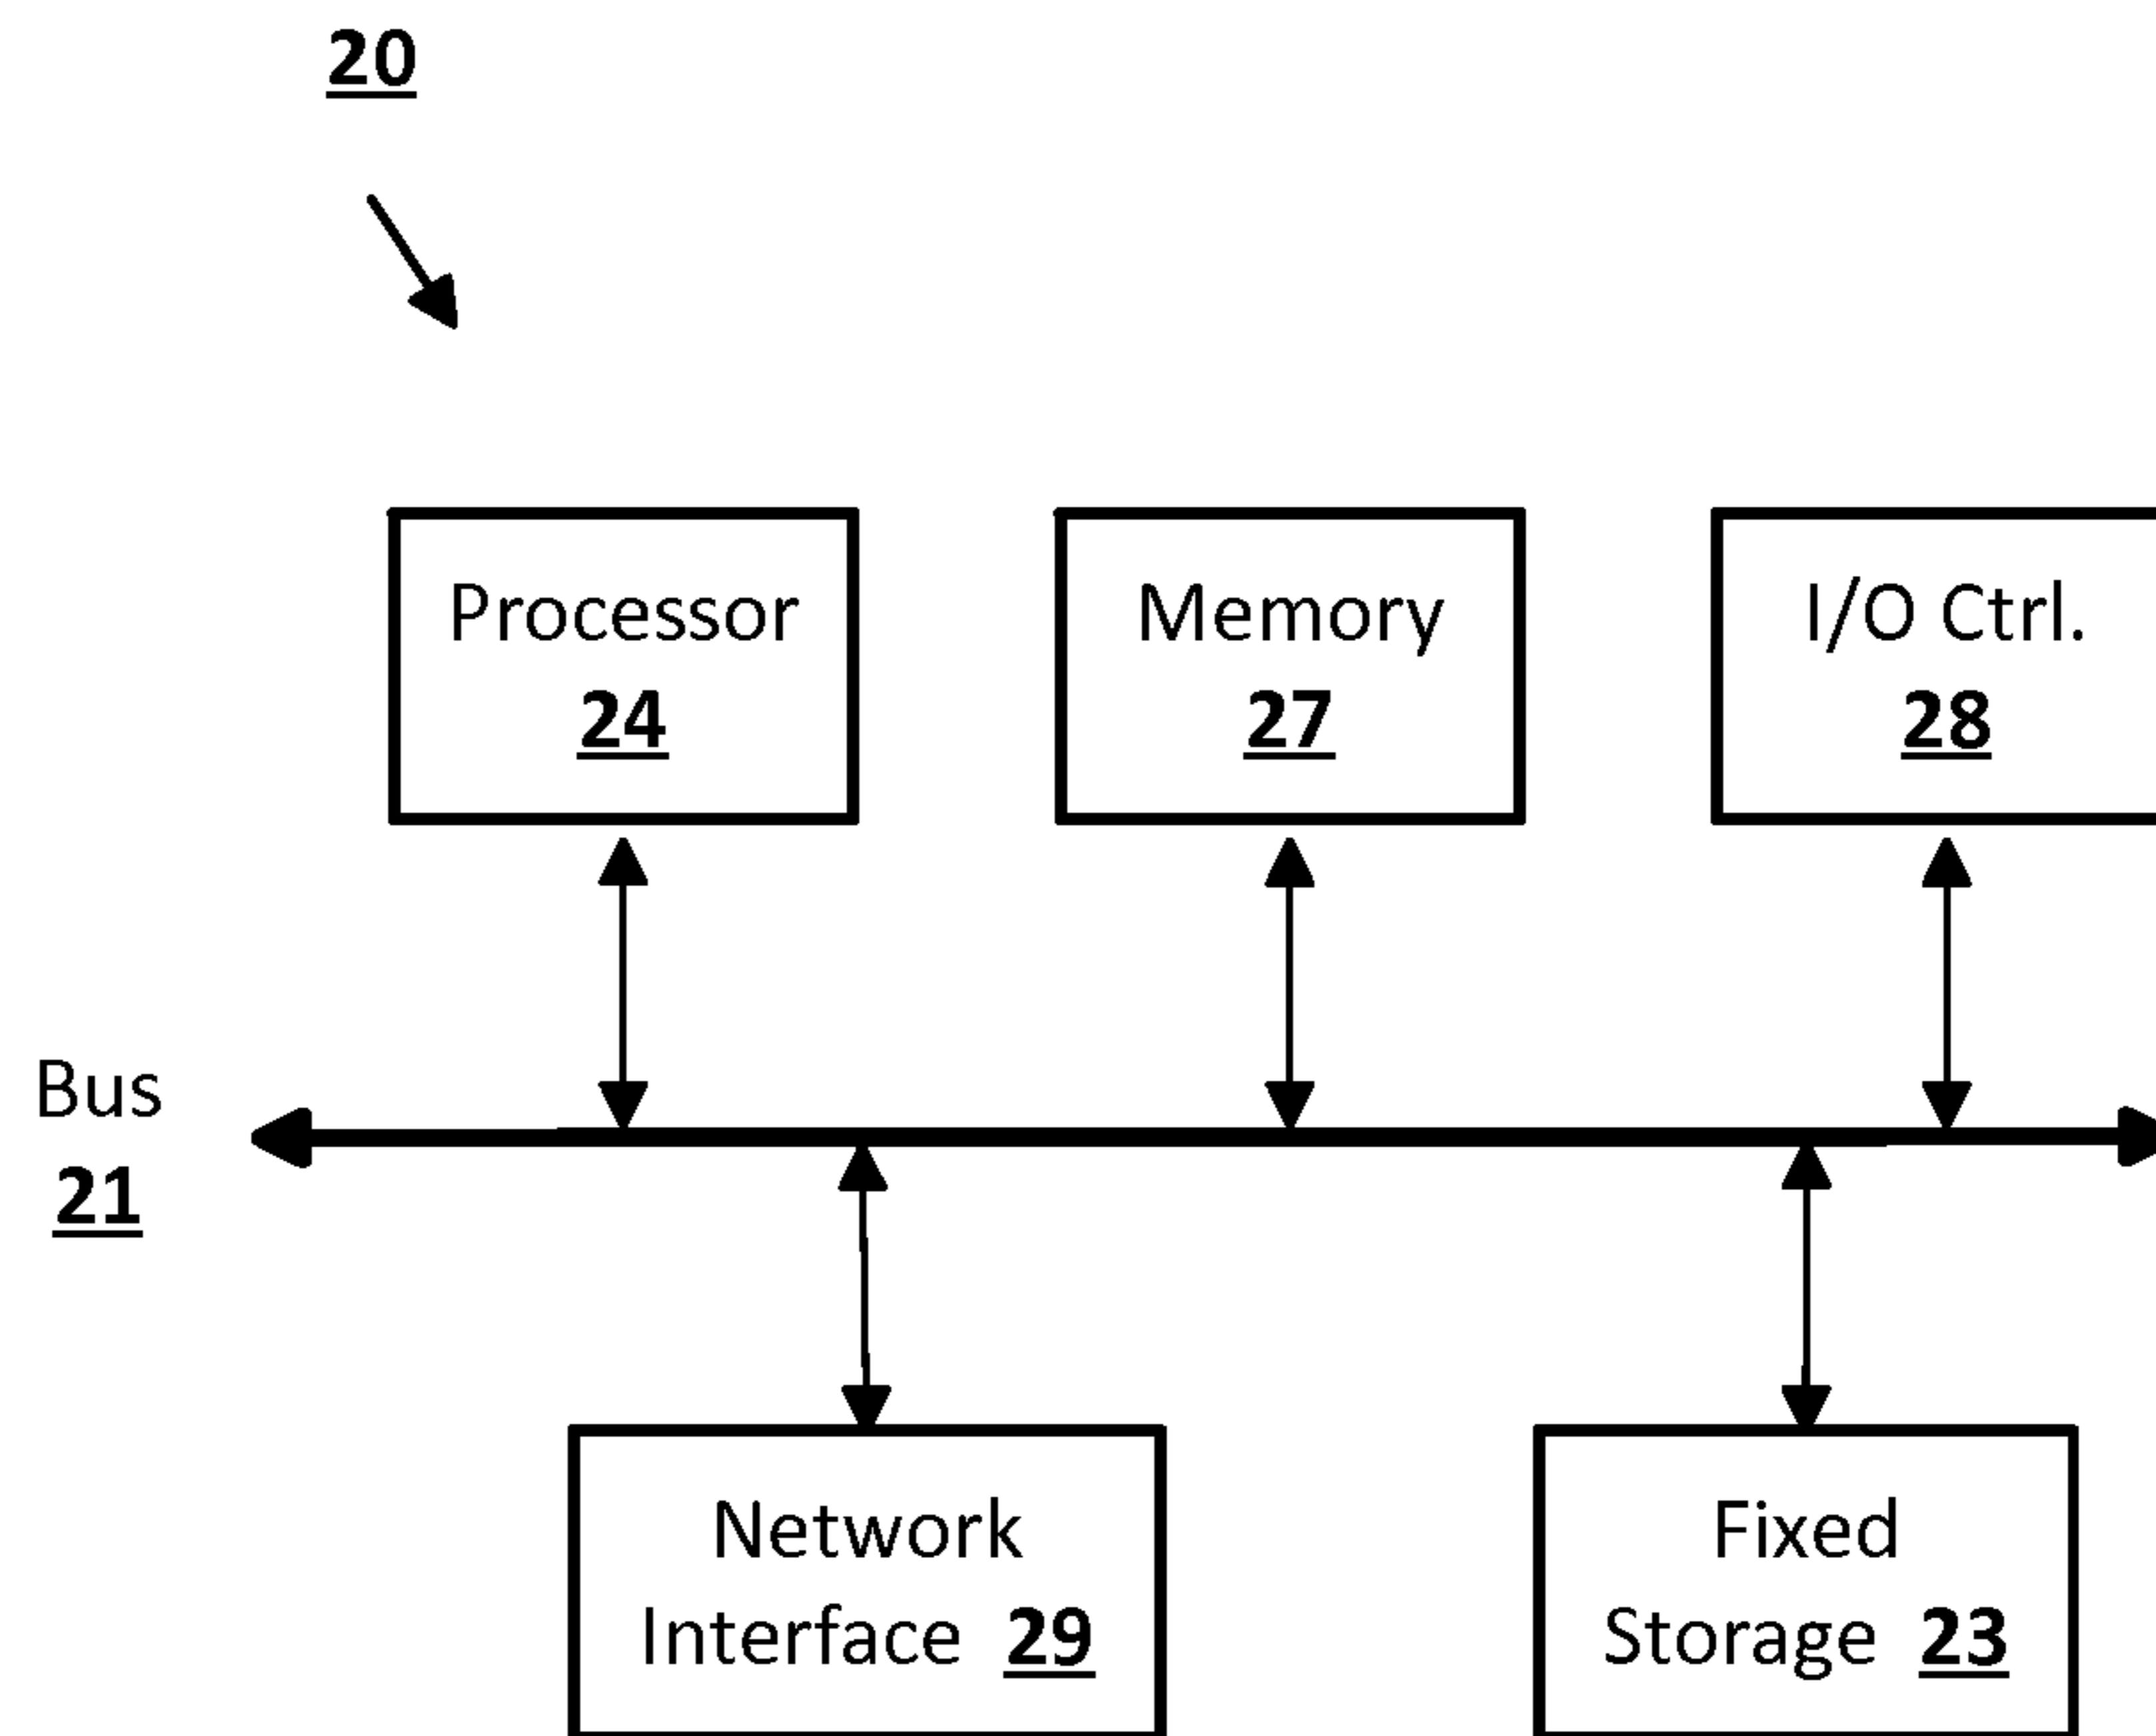 20
Processor
24
Memory
27
I/O Ctrl.
28
Bus
21
Network
Interface 29
Fixed
Storage 23